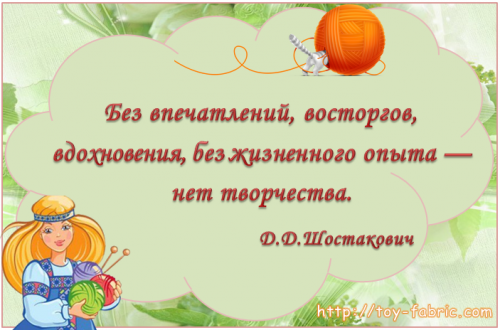 Без впечатлений, восторгов,
вдохновения, без жизненного опыта —
нет творчества.
Д.Д.Шостакович
http://toy-fabric.com